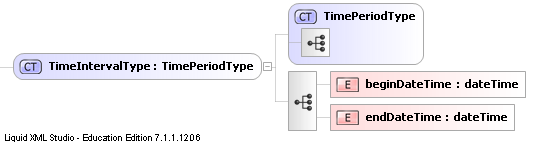 CT TimePeriodType
CT TimeIntervalType : TimePeriodType
E beginDateTime : dateTime
E endDateTime : dateTime
Liquid XML Studio - Education Edition 7.1.1.1206